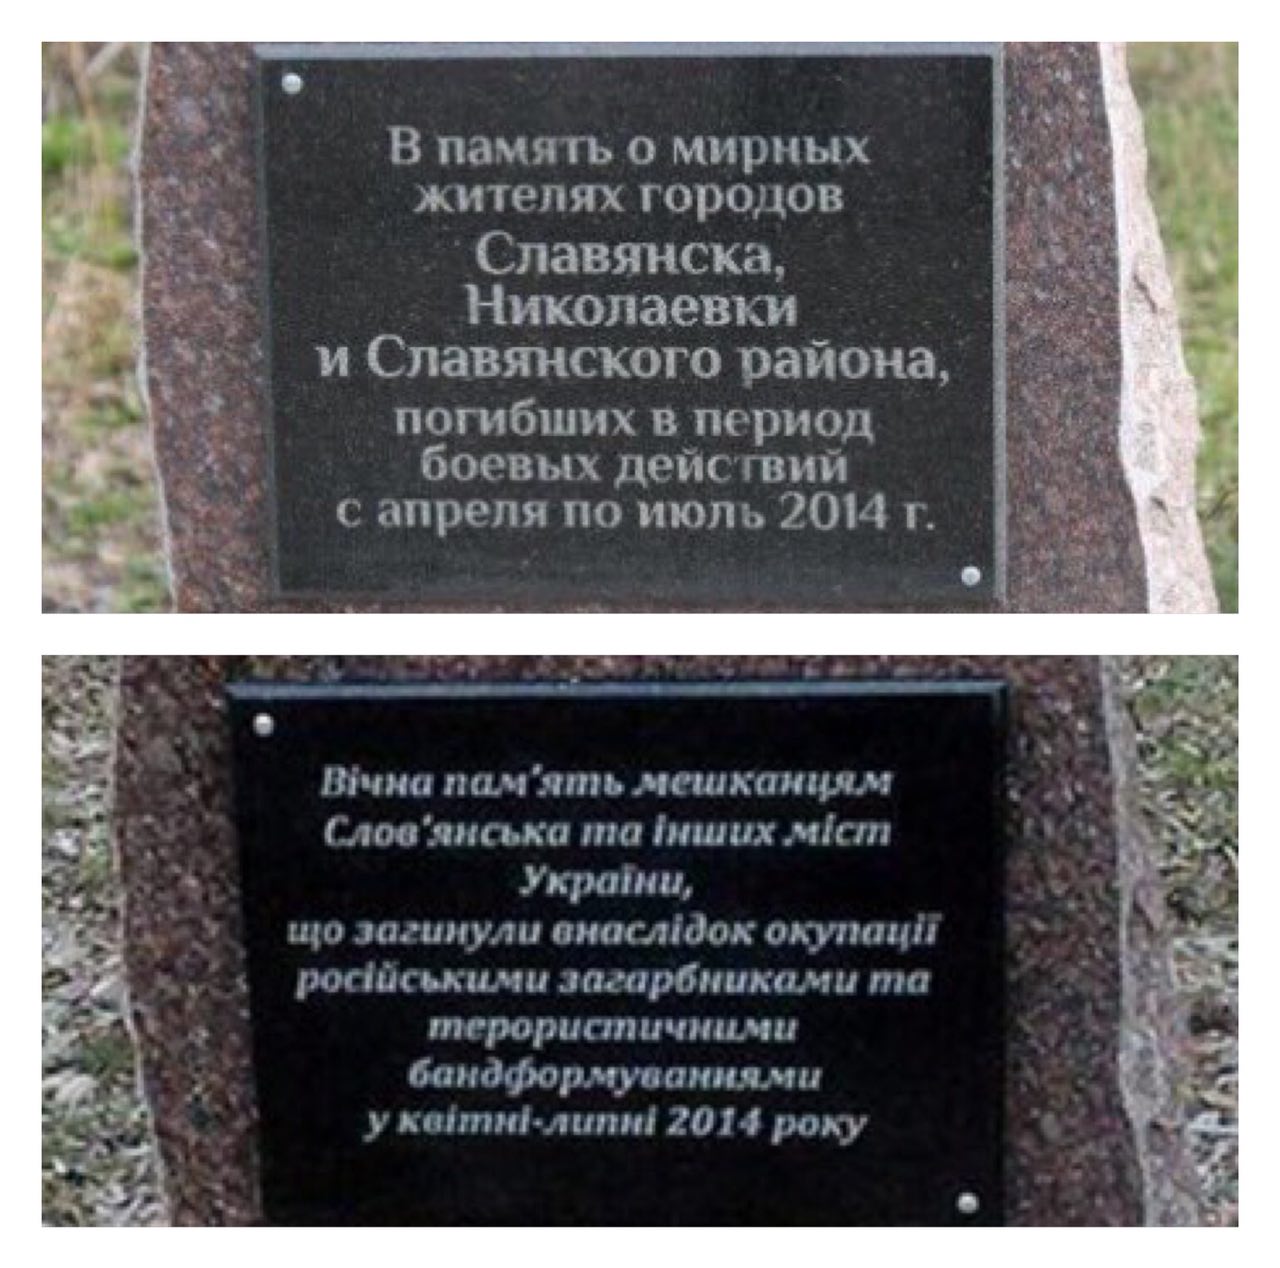 В память о мирных
жителях городов
Славянска,
Николаевки
и Славянского района,
погибших в период
боевых действий
с апреля по июль 2014 г.
Вічна пам'ять мешканцям
Слов'янська та інших міст
України,
що загинули внаслідок окупації
російськими загарбниками та
терористичними
бандформуваннями
у квітні-липні 2014 року